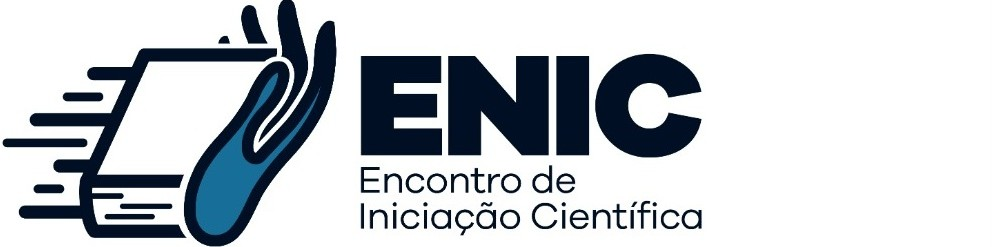 ENIC
Encontro de
Iniciação Científica